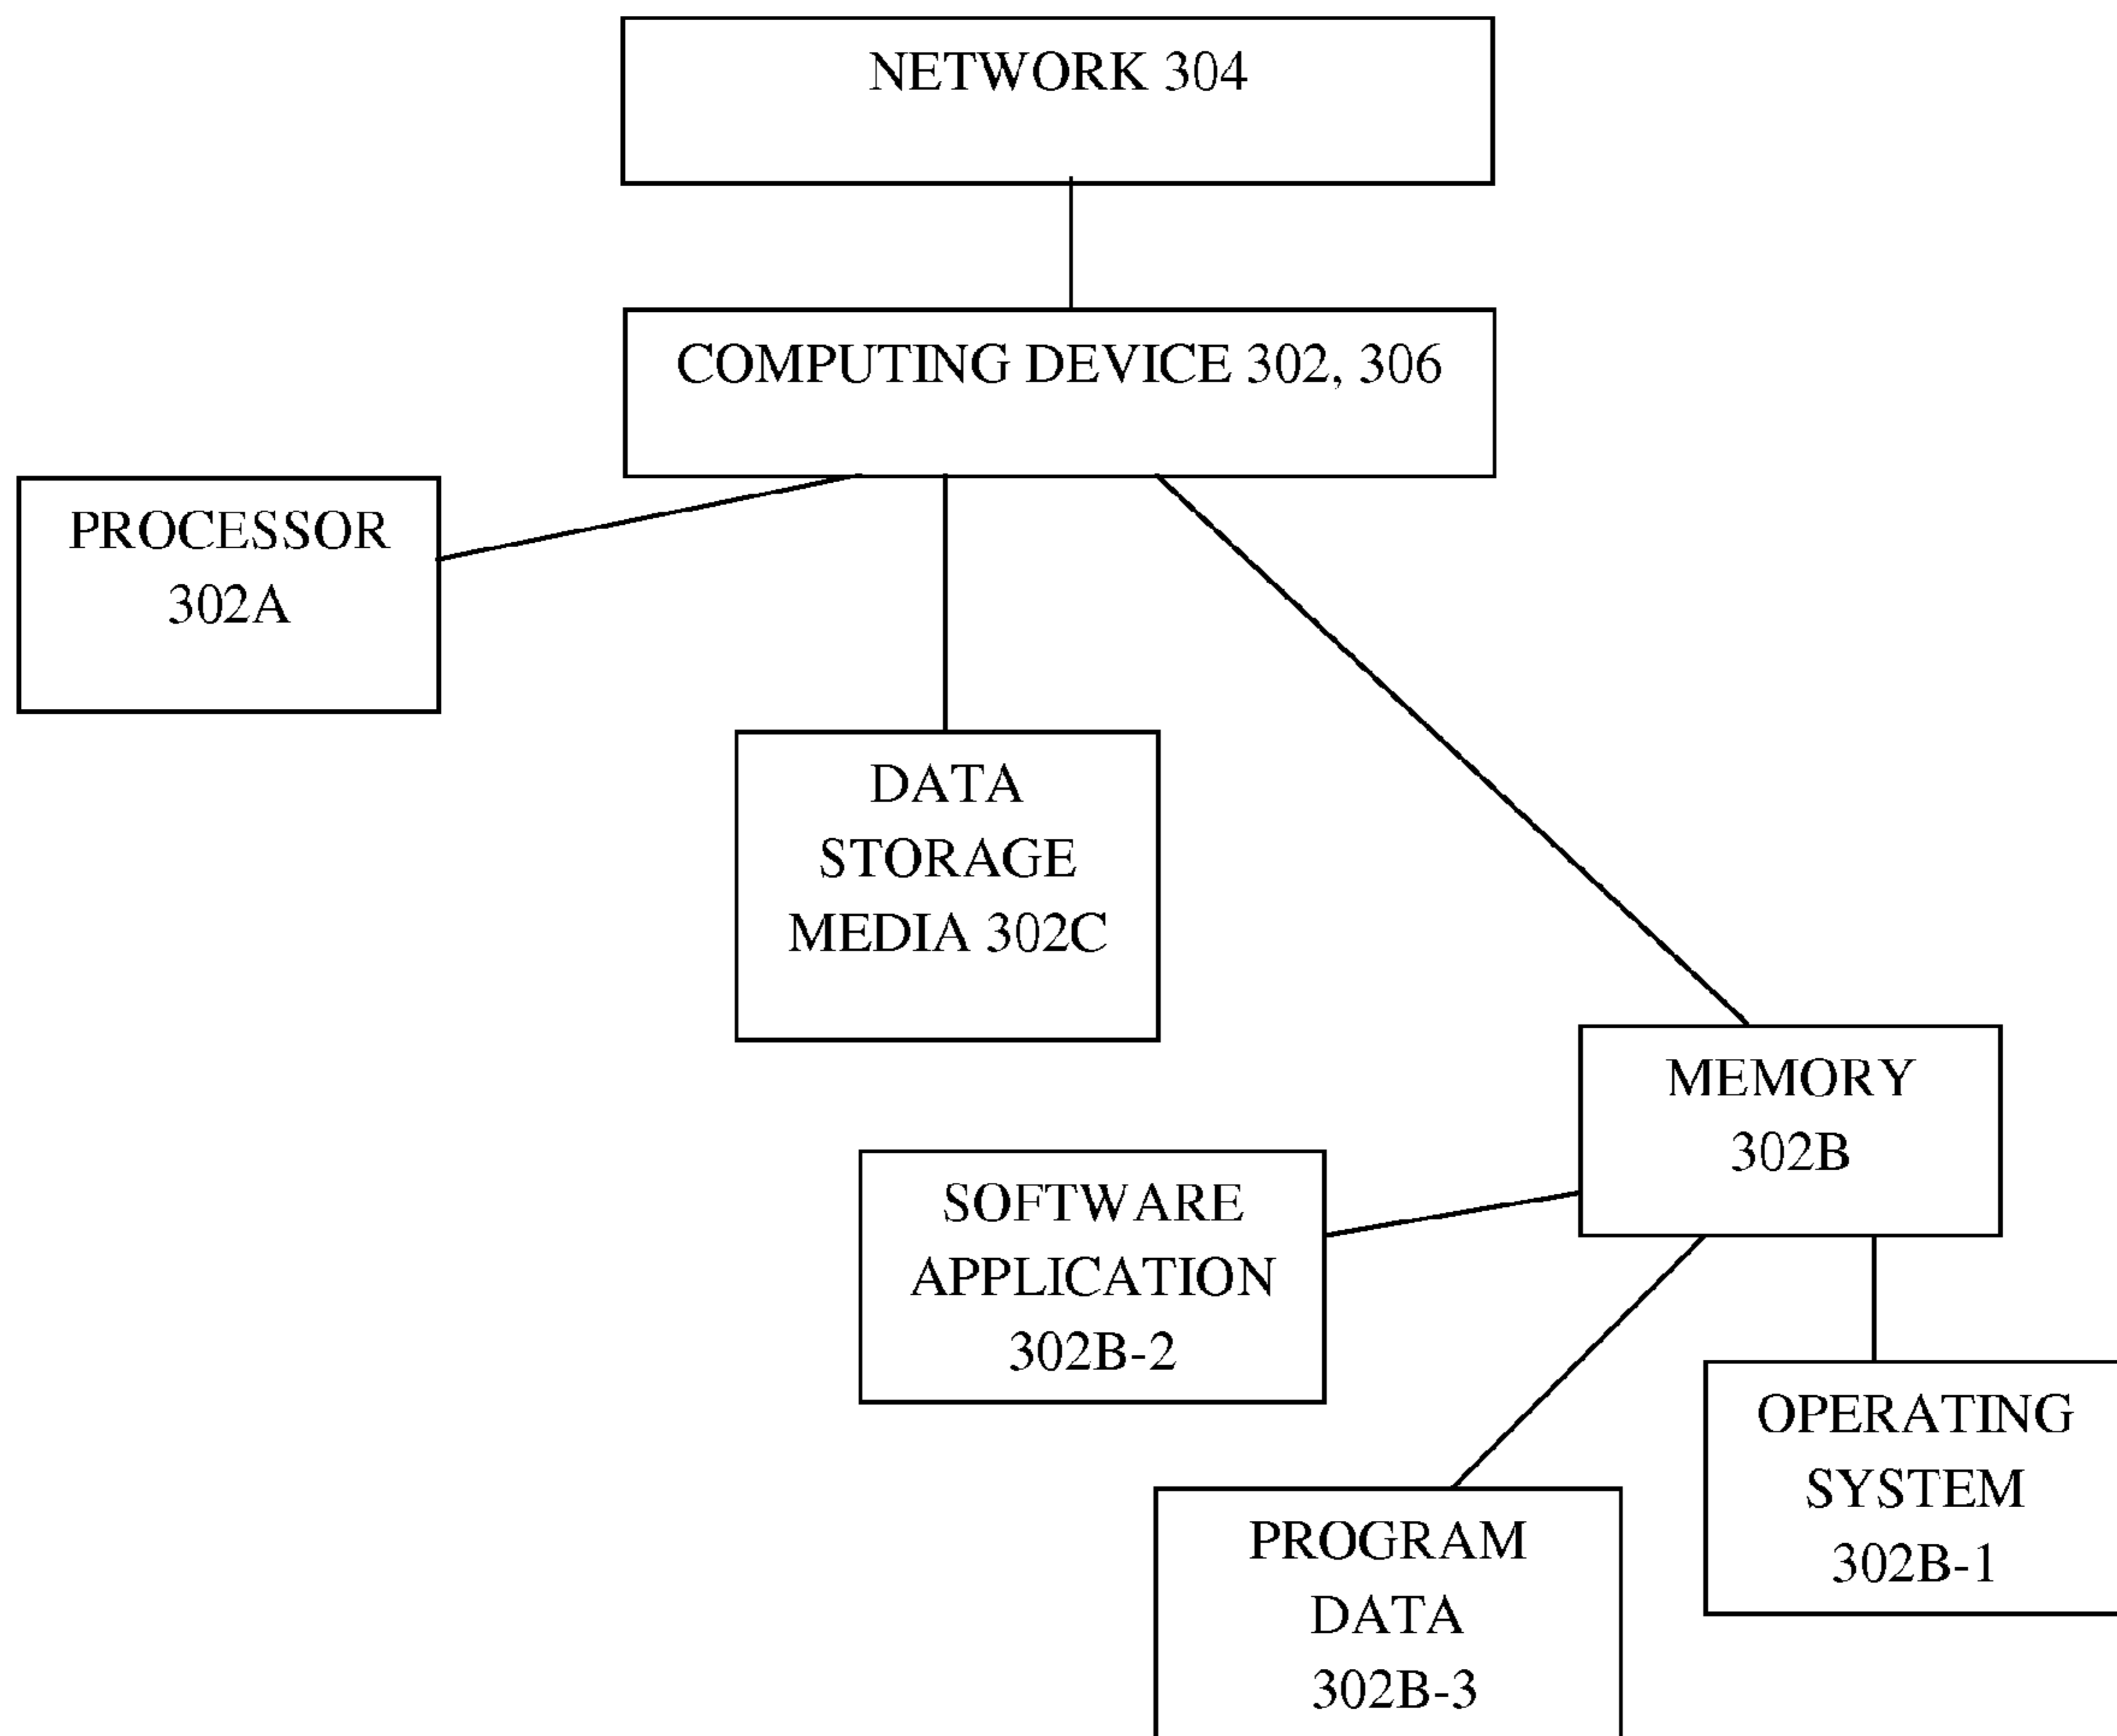 NETWORK 304
COMPUTING DEVICE 302, 306
PROCESSOR
302A
DATA
STORAGE
MEDIA 302C
MEMORY
302B
SOFTWARE
APPLICATION
302B-2
OPERATING
SYSTEM
302B-1
PROGRAM
DATA
302B-3